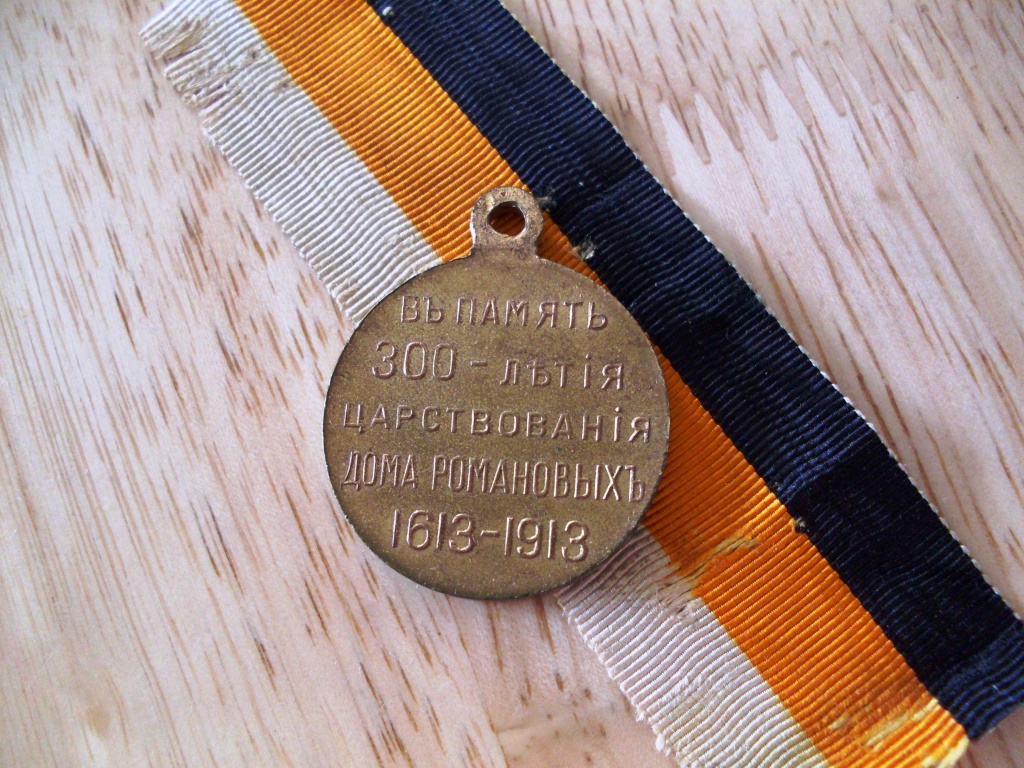 ВЪ ПАМЯТЬ
300-ЛѢТІЯ
ЦАРСТВОВАНІЯ
ДОМА РОМАНОВЫХЪ
1613-1913